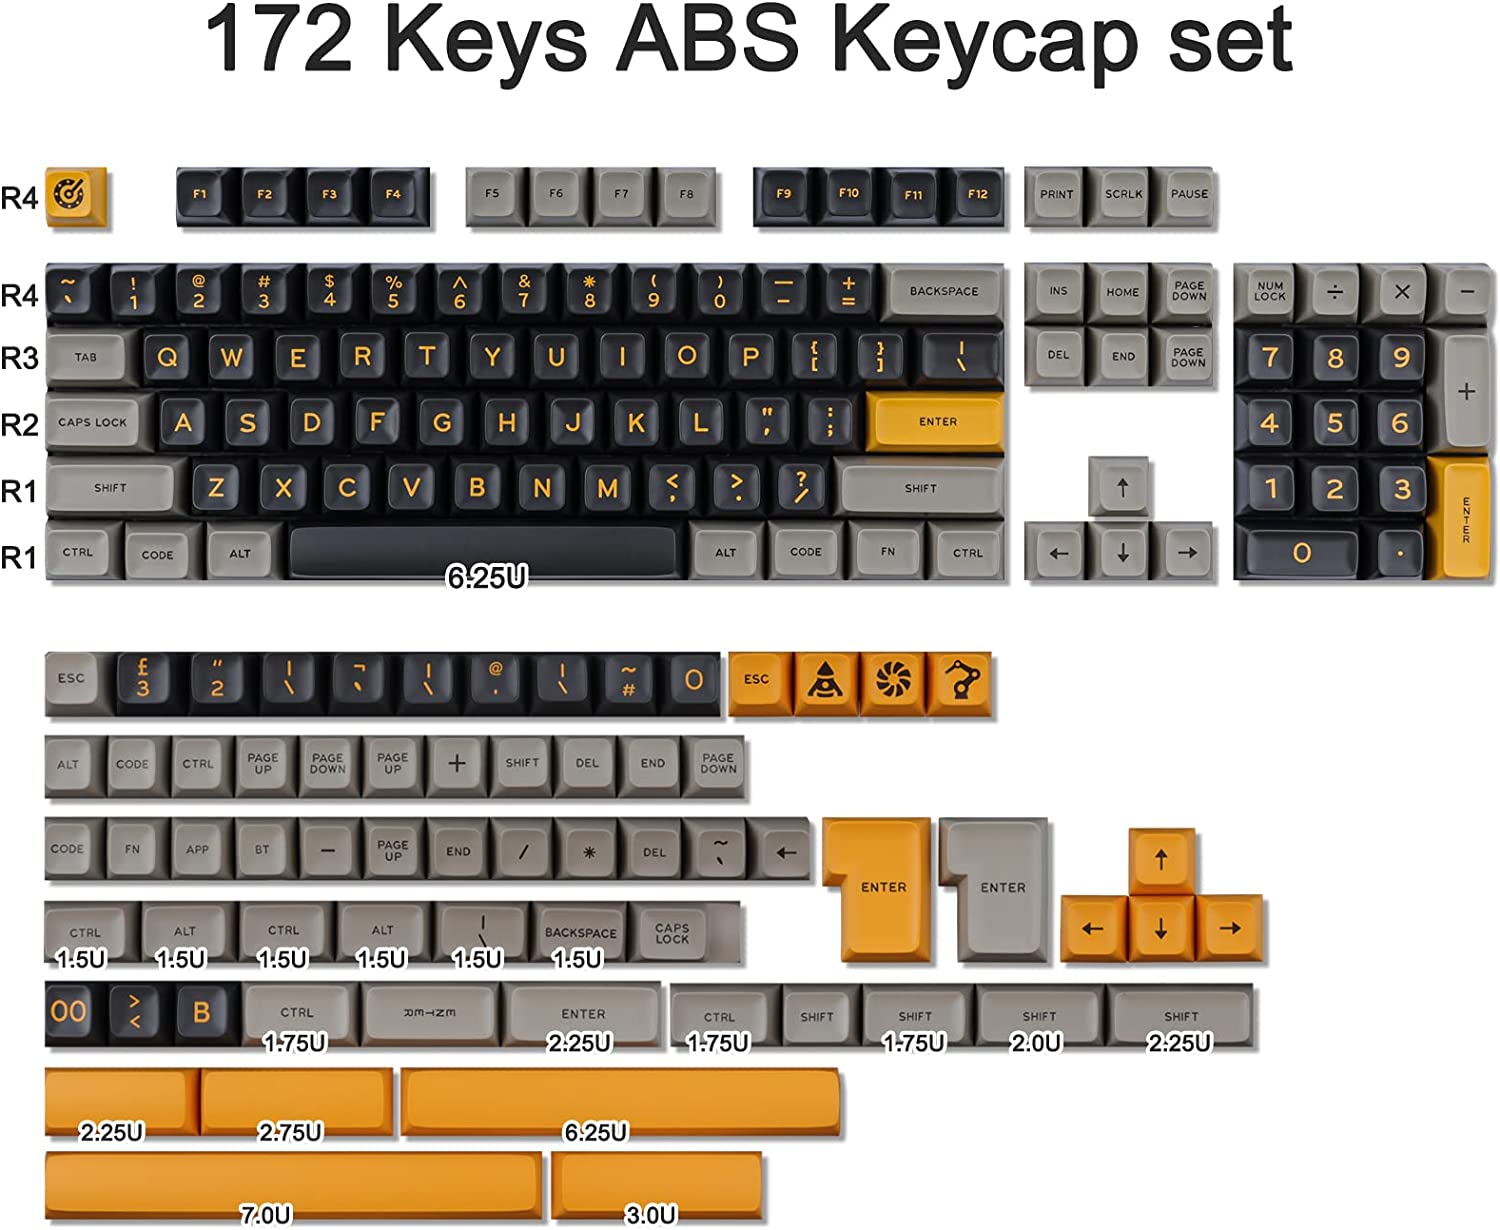 172 Keys ABS Keycap set
R4 F1 F2 F3 F4 F5 F6 F7 F8 F9 F10 F11 F12 PRINT SCRLK PAUSE
R4 ~ ` ! 1 @ 2 # 3 $ 4 % 5 ^ 6 & 7 * 8 ( 9 ) 0 — - + = BACKSPACE INS HOME PAGE DOWN NUM LOCK ÷ × −
R3 TAB Q W E R T Y U I O P { [ } ] | \ DEL END PAGE DOWN 7 8 9 +
R2 CAPS LOCK A S D F G H J K L " ' : ; ENTER 4 5 6
R1 SHIFT Z X C V B N M < , > . ? / SHIFT ↑ 1 2 3 ENTER
R1 CTRL CODE ALT 6.25U ALT CODE FN CTRL ← ↓ → 0 .
ESC £ 3 " 2 | \ ¬ ` | \ @ ' | \ ~ # O ESC
ALT CODE CTRL PAGE UP PAGE DOWN PAGE UP + SHIFT DEL END PAGE DOWN
CODE FN APP BT − PAGE UP END / * DEL ~ ` ← ENTER ENTER ↑
CTRL ALT CTRL ALT | \ BACKSPACE CAPS LOCK ← ↓ →
1.5U 1.5U 1.5U 1.5U 1.5U 1.5U
00 > < B CTRL ENTER ENTER CTRL SHIFT SHIFT SHIFT SHIFT
1.75U 2.25U 1.75U 1.75U 2.0U 2.25U
2.25U 2.75U 6.25U
7.0U 3.0U